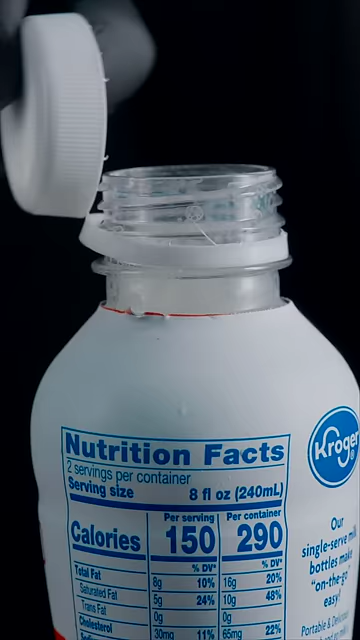 Nutrition Facts
2 servings per container
Serving size 8 fl oz (240mL)
Per serving Per container
Calories 150 290
% DV* % DV*
Total Fat 8g 10% 16g 20%
Saturated Fat 5g 24% 10g 48%
Trans Fat 0g 0g
Cholesterol 30mg 11% 65mg 22%
Kroger
Our
single-serve milk
bottles make
"on-the-go
easy!
Portable &